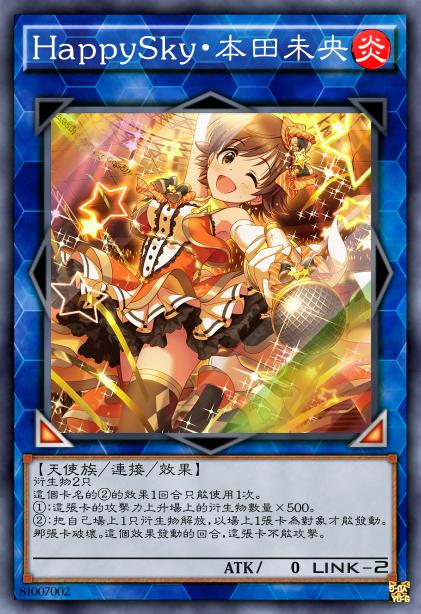 HappySky・本田未央 炎
【天使族/連接/效果】
衍生物2只
這個卡名的②的效果1回合只能使用1次。
①:這張卡的攻擊力上升場上的衍生物數量×500。
②:把自己場上1只衍生物解放,以場上1張卡為對象才能發動。
那張卡破壞。這個效果發動的回合,這張卡不能攻擊。
ATK/ 0 LINK-2
81007002